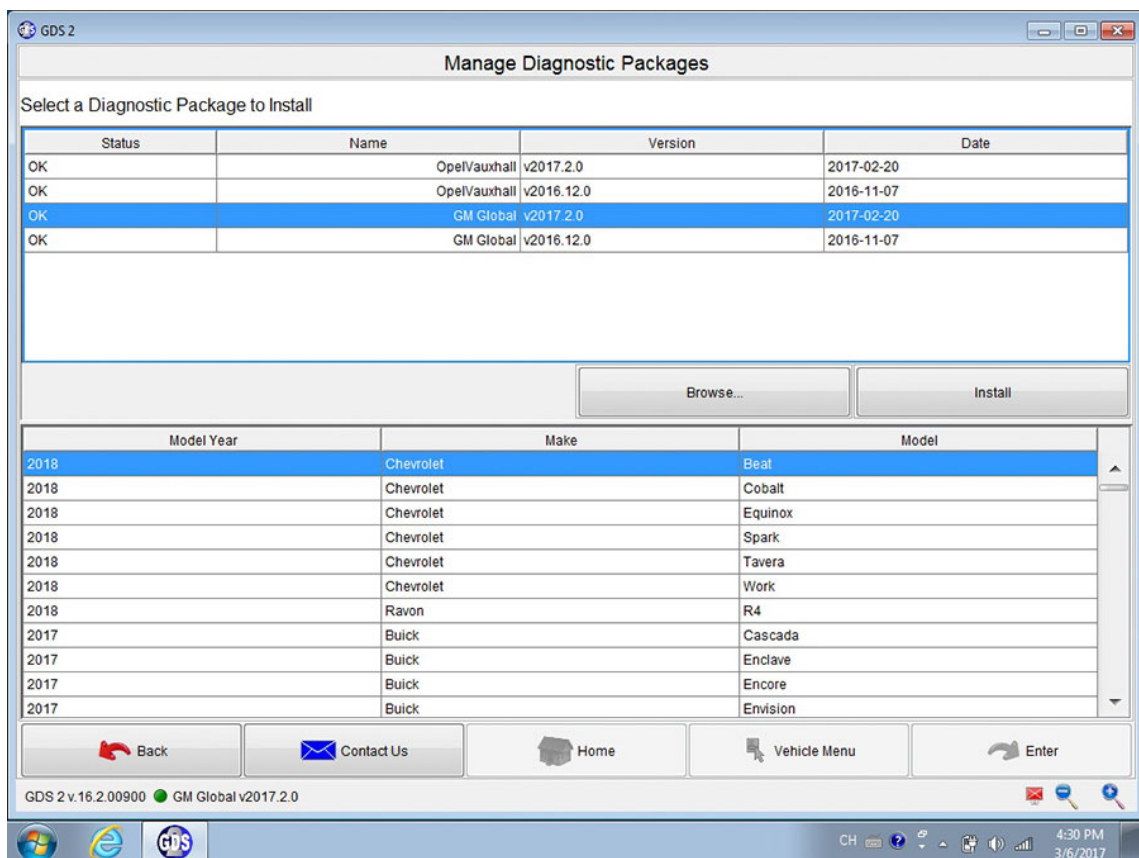 GDS 2
Manage Diagnostic Packages
Select a Diagnostic Package to Install
Status Name Version Date
OK OpelVauxhall v2017.2.0 2017-02-20
OK OpelVauxhall v2016.12.0 2016-11-07
OK GM Global v2017.2.0 2017-02-20
OK GM Global v2016.12.0 2016-11-07
Browse... Install
Model Year Make Model
2018 Chevrolet Beat
2018 Chevrolet Cobalt
2018 Chevrolet Equinox
2018 Chevrolet Spark
2018 Chevrolet Tavera
2018 Chevrolet Work
2018 Ravon R4
2017 Buick Cascada
2017 Buick Enclave
2017 Buick Encore
2017 Buick Envision
Back Contact Us Home Vehicle Menu Enter
GDS 2 v.16.2.00900 GM Global v2017.2.0
GDS CH 4:30 PM
3/6/2017